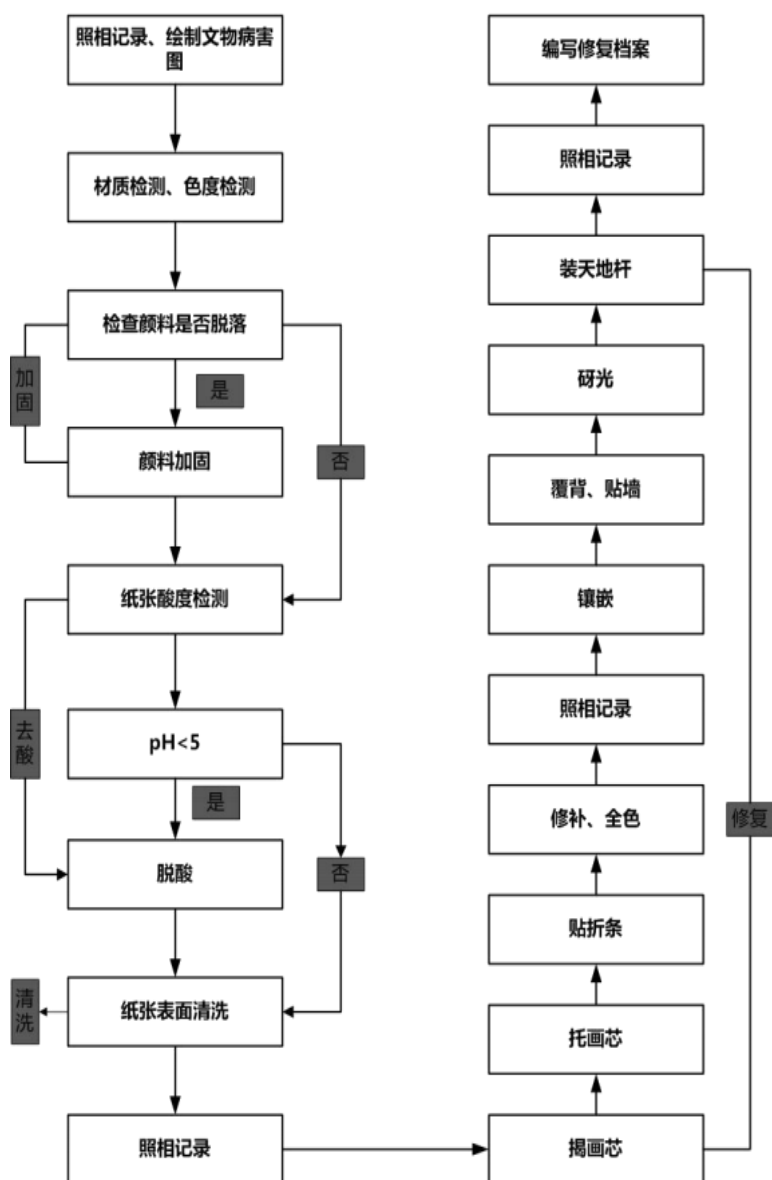 照相记录、绘制文物病害
图
材质检测、色度检测
检查颜料是否脱落
加
固
是
颜料加固
否
纸张酸度检测
去
酸
pH<5
是
脱酸
否
清
洗
纸张表面清洗
照相记录
揭画芯
托画芯
贴折条
修补、全色
修复
照相记录
镶嵌
覆背、贴墙
砑光
装天地杆
照相记录
编写修复档案